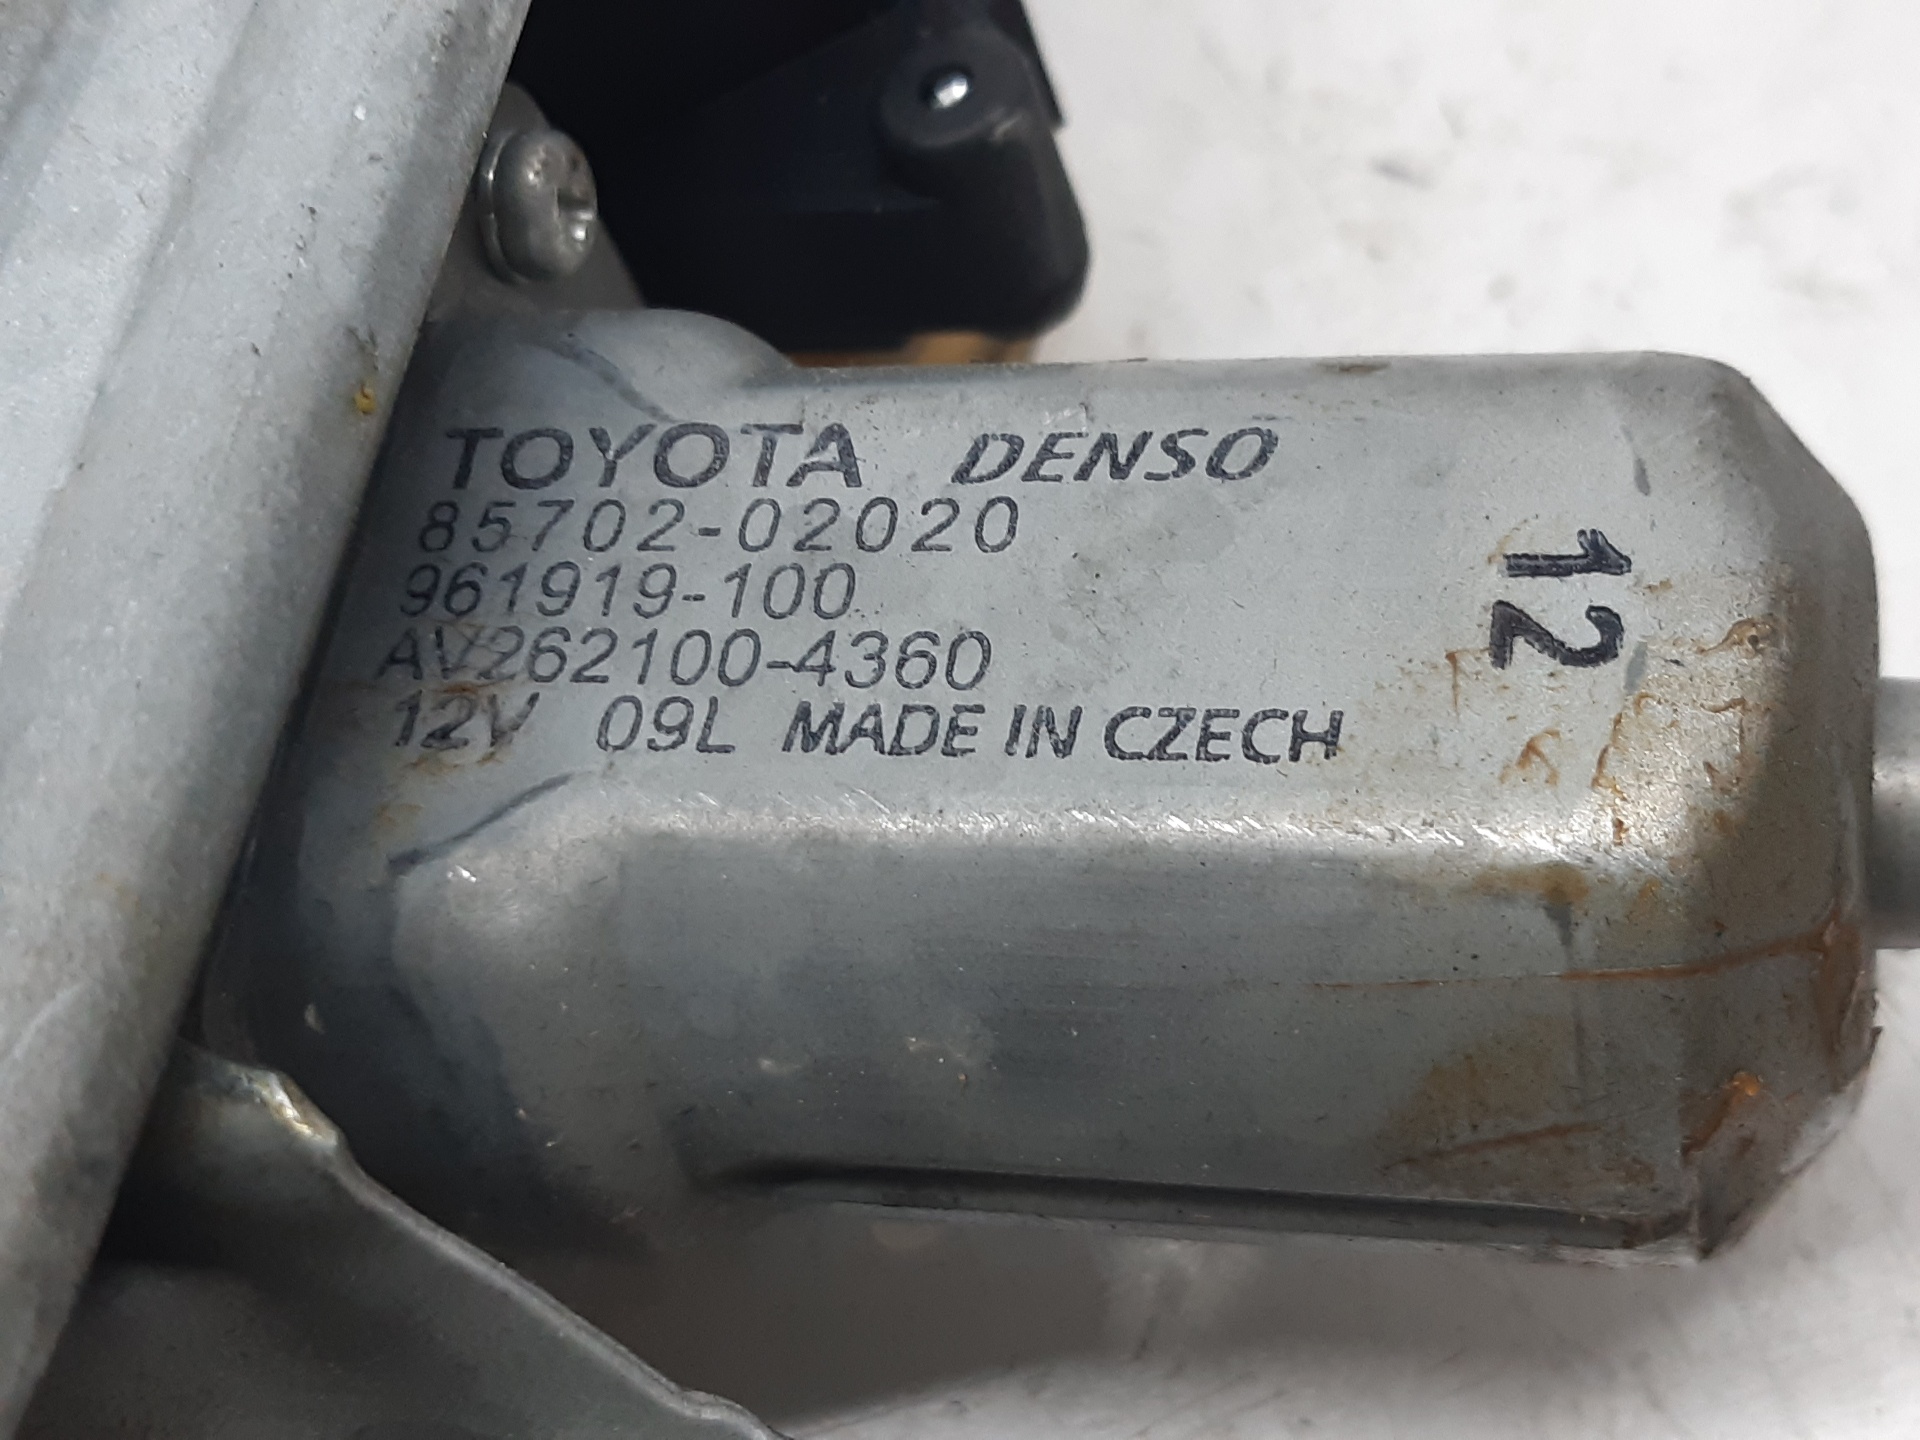 TOYOTA DENSO
85702-02020
961919-100
AV262100-4360
12V 09L MADE IN CZECH
12